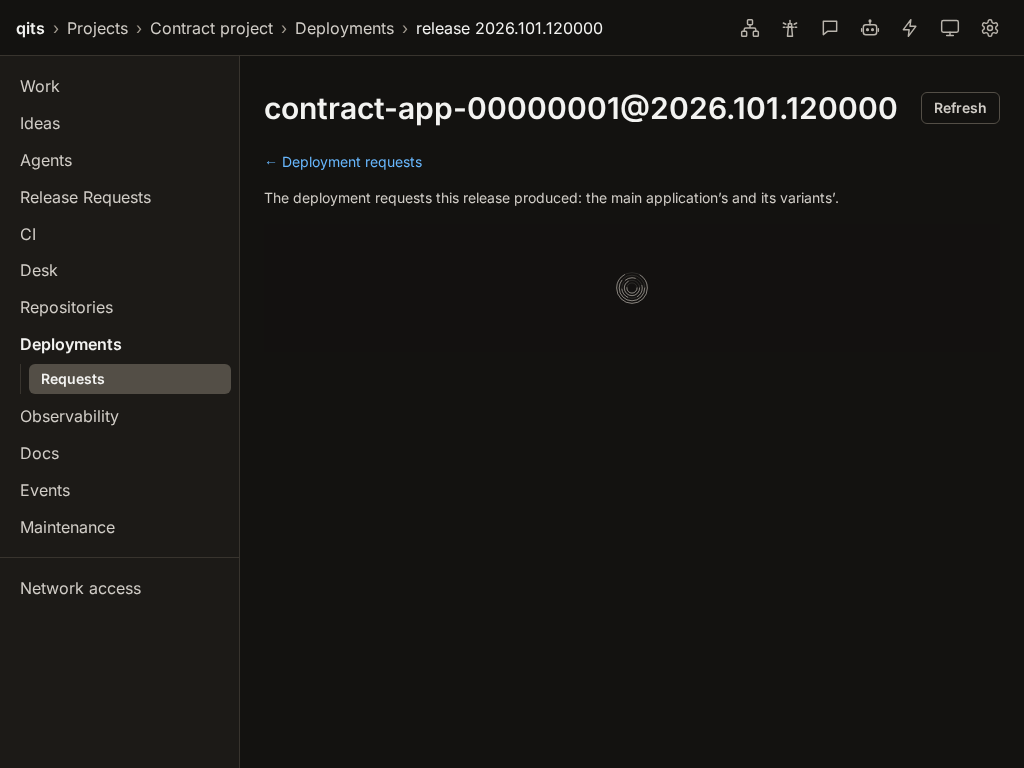 qits › Projects › Contract project › Deployments › release 2026.101.120000
Work
Ideas
Agents
Release Requests
CI
Desk
Repositories
Deployments
Requests
Observability
Docs
Events
Maintenance
Network access
contract-app-00000001@2026.101.120000
Refresh
← Deployment requests
The deployment requests this release produced: the main application’s and its variants’.